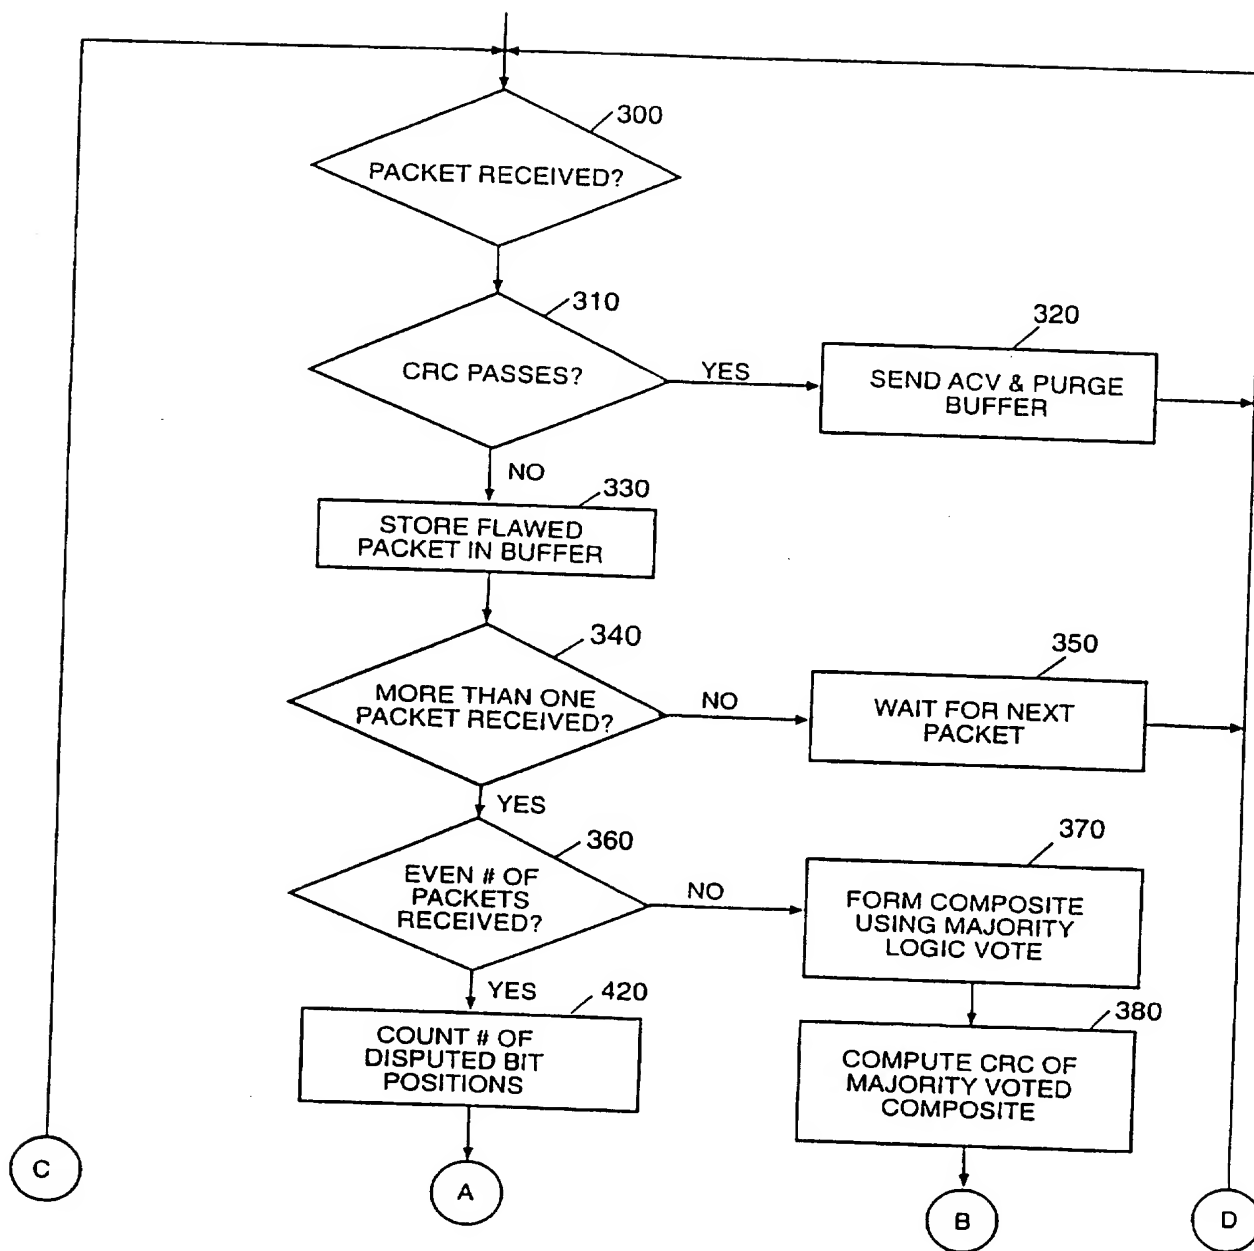 300
PACKET RECEIVED?
310
CRC PASSES?
YES
320
SEND ACV & PURGE
BUFFER
NO
330
STORE FLAWED
PACKET IN BUFFER
340
MORE THAN ONE
PACKET RECEIVED?
NO
350
WAIT FOR NEXT
PACKET
YES
360
EVEN # OF
PACKETS
RECEIVED?
NO
370
FORM COMPOSITE
USING MAJORITY
LOGIC VOTE
YES
420
COUNT # OF
DISPUTED BIT
POSITIONS
380
COMPUTE CRC OF
MAJORITY VOTED
COMPOSITE
C
A
B
D